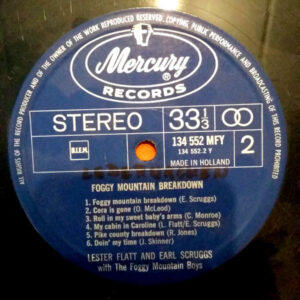 ALL RIGHTS OF THE PRODUCER AND OF THE OWNER OF THE WORK REPRODUCED RESERVED. COPYING, PUBLIC PERFORMANCE AND BROADCASTING OF THIS RECORD PROHIBITED
Mercury
RECORDS
STEREO
33 1/3
B.I.E.M.
134 552 MFY
134 552.2 Y
MADE IN HOLLAND
2
FOGGY MOUNTAIN BREAKDOWN
1. Foggy mountain breakdown (E. Scruggs)
2. Cora is gone (O. McLeod)
3. Roll in my sweet baby's arms (C. Monroe)
4. My cabin in Caroline (L. Flatt/E. Scruggs)
5. Pike county breakdown (R. Jones)
6. Doin' my time (J. Skinner)
LESTER FLATT AND EARL SCRUGGS
with The Foggy Mountain Boys